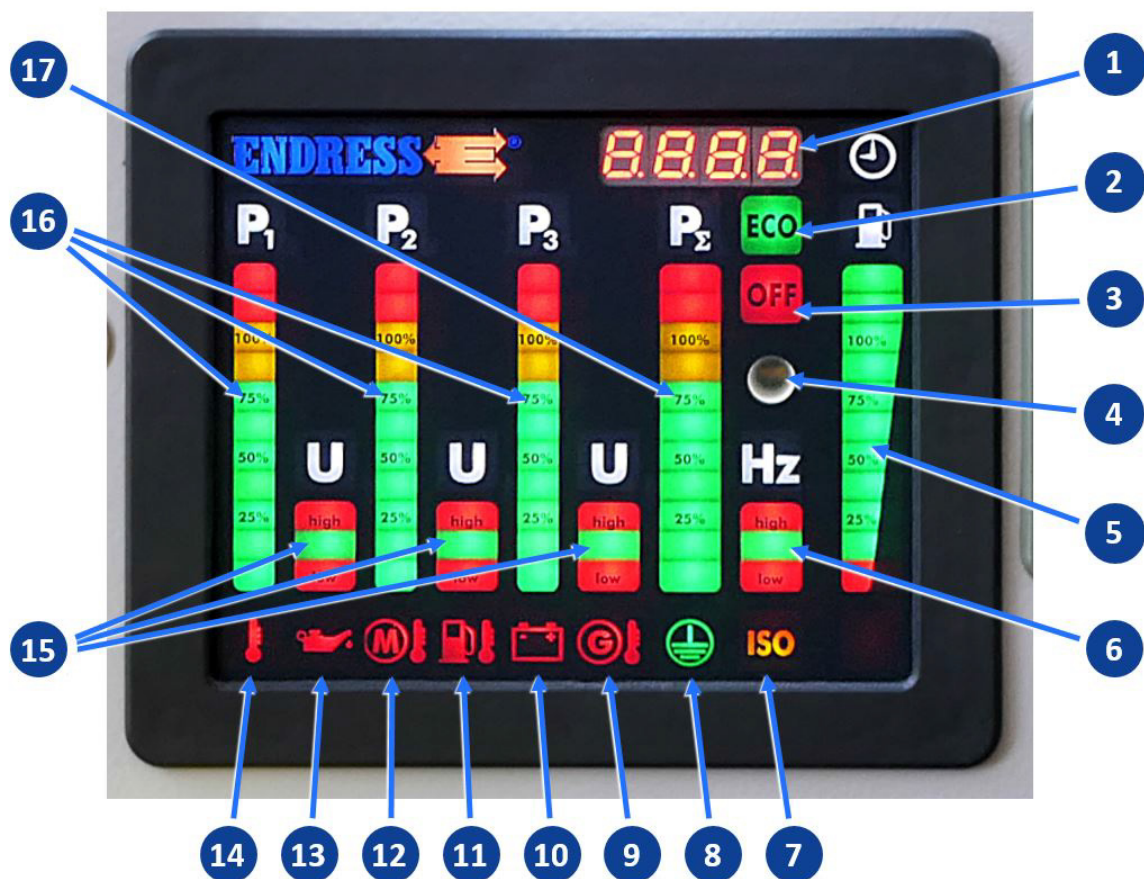 17
1
ENDRESS ®
8.8.8.8.
2
16
P1 P2 P3 PΣ ECO
OFF
3
100% 100% 100% 100% 100%
75% 75% 75% 75% 75%
4
50% 50% 50% 50% 50%
U U U Hz
5
25% 25% 25% 25% 25%
high high high high
low low low low
15
6
M G ISO
14 13 12 11 10 9 8 7